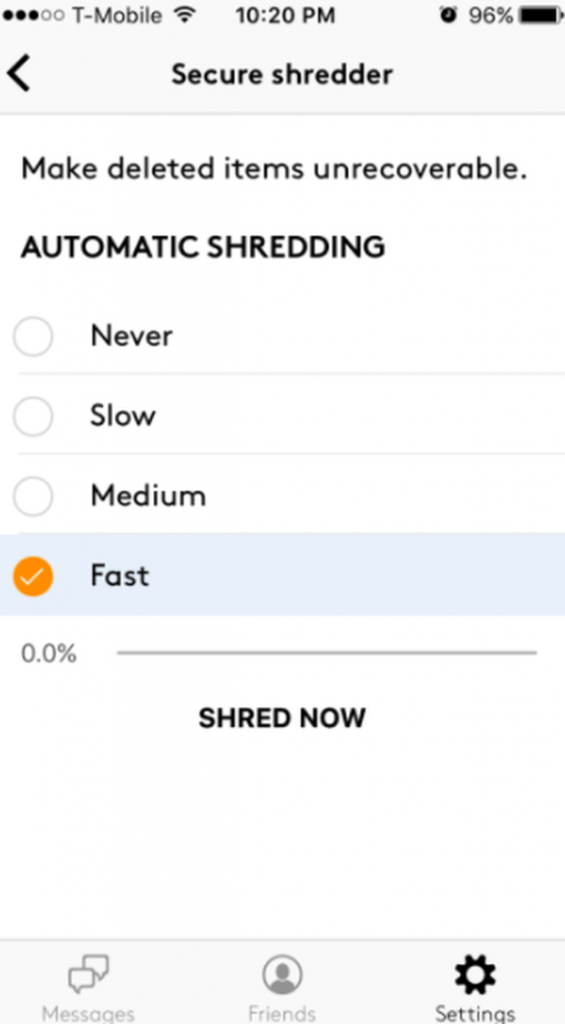 T-Mobile 10:20 PM 96%
Secure shredder
Make deleted items unrecoverable.
AUTOMATIC SHREDDING
Never
Slow
Medium
Fast
0.0%
SHRED NOW
Messages Friends Settings